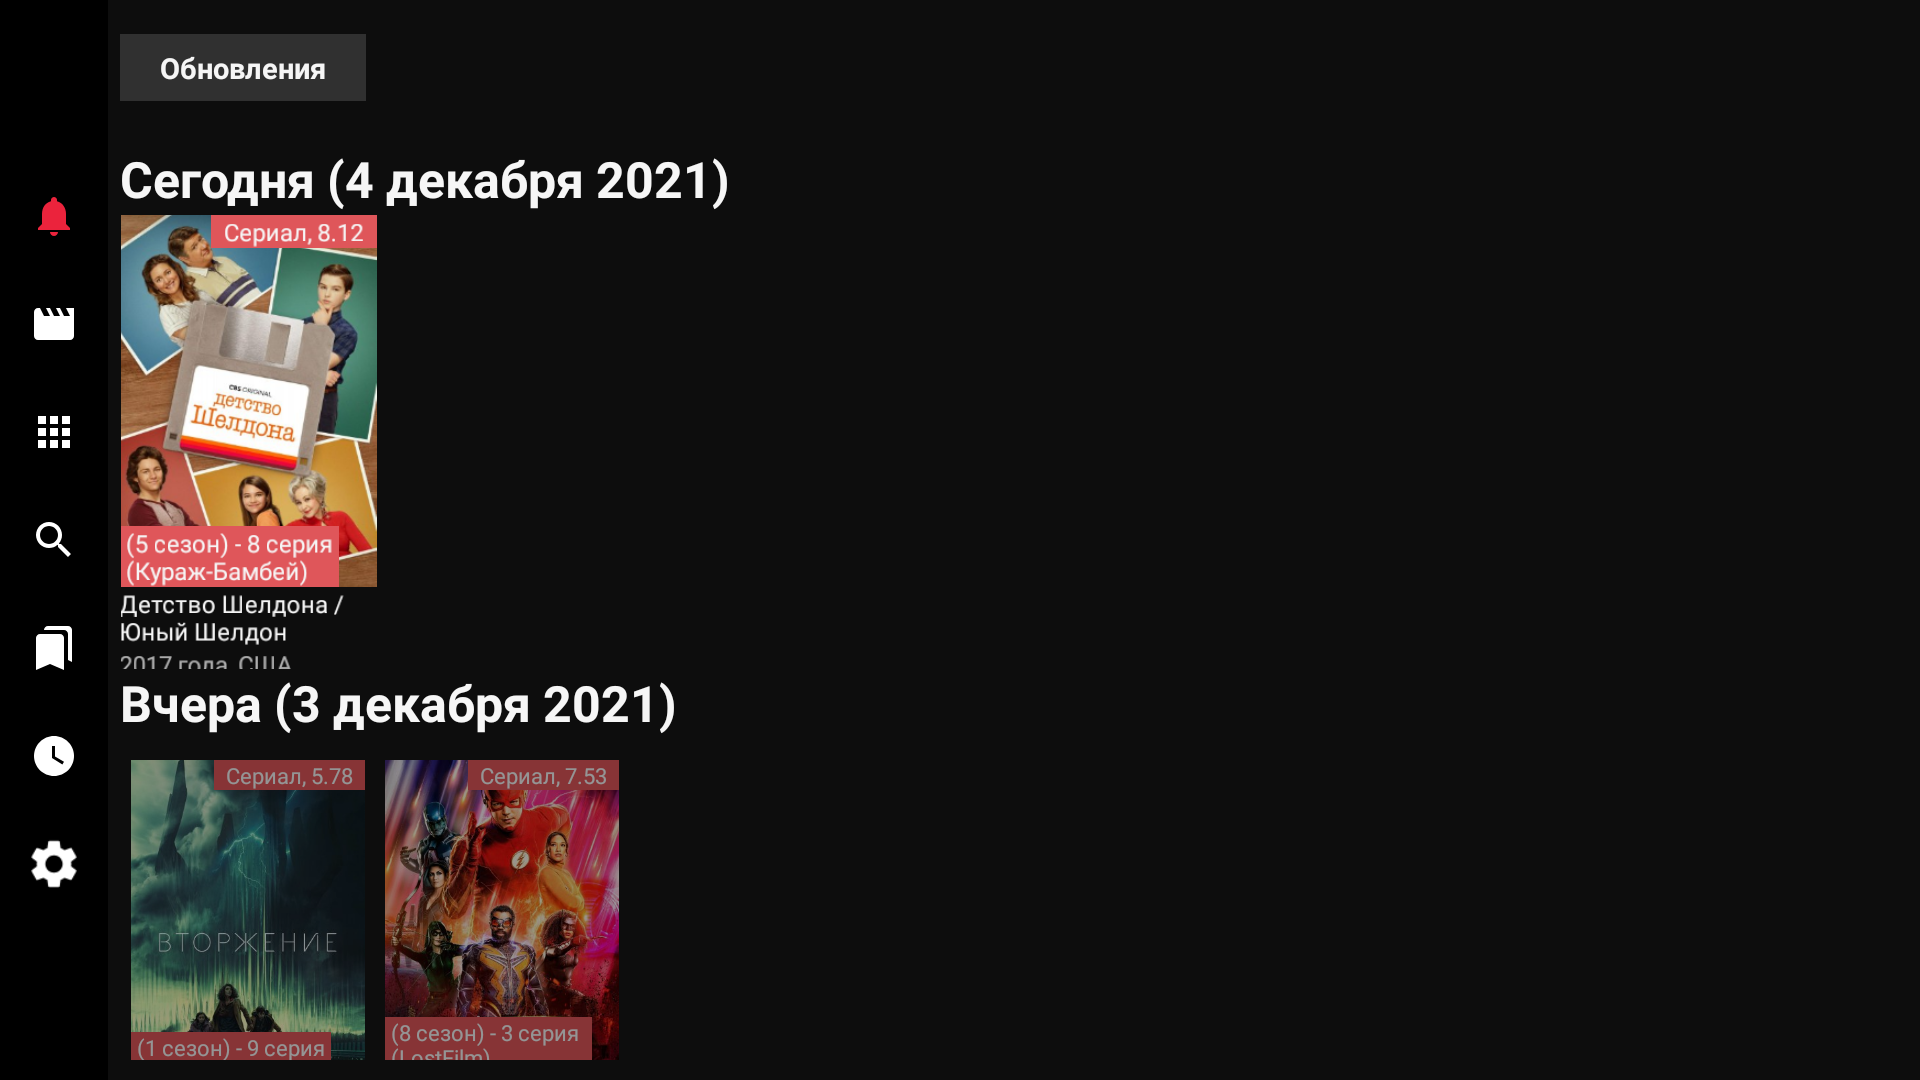 Обновления
Сегодня (4 декабря 2021)
Сериал, 8.12
CBS ORIGINAL
детство
Шелдона
(5 сезон) - 8 серия
(Кураж-Бамбей)
Детство Шелдона /
Юный Шелдон
2017 года, США
Вчера (3 декабря 2021)
Сериал, 5.78
ВТОРЖЕНИЕ
(1 сезон) - 9 серия
Сериал, 7.53
(8 сезон) - 3 серия
(LostFilm)